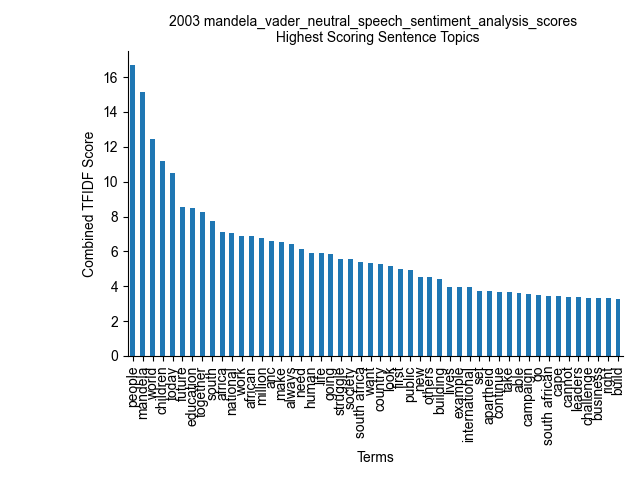 2003 mandela_vader_neutral_speech_sentiment_analysis_scores
Highest Scoring Sentence Topics
Combined TFIDF Score
16
14
12
10
8
6
4
2
0
people
mandela
world
children
today
future
education
together
south
africa
national
work
african
million
anc
make
always
need
human
life
going
struggle
society
south africa
want
country
look
first
public
new
others
building
lives
example
international
set
apartheid
continue
take
able
campaign
go
south african
cape
cannot
leaders
challenge
business
right
build
Terms